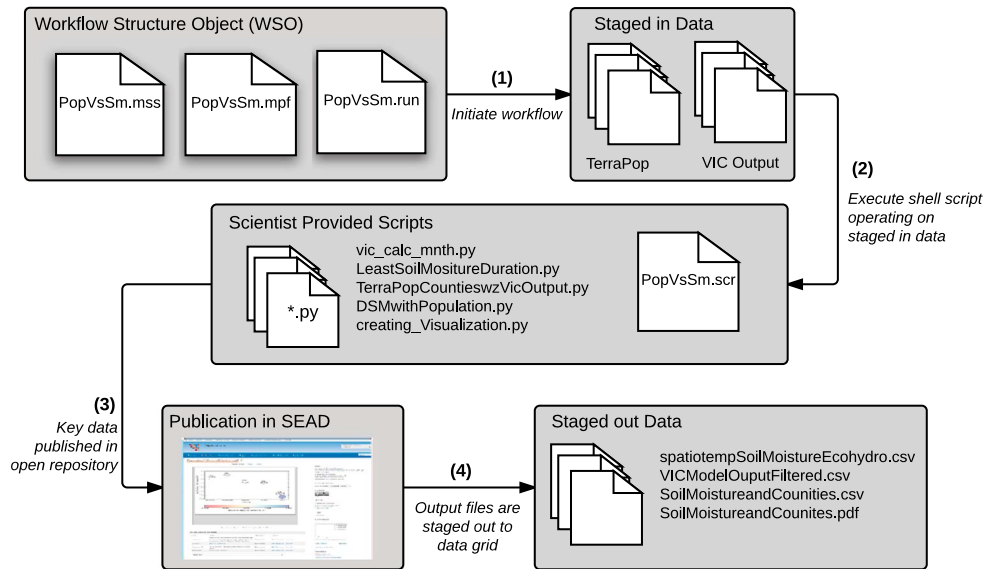 Workflow Structure Object (WSO)
PopVsSm.mss
PopVsSm.mpf
PopVsSm.run
(1)
Initiate workflow
Staged in Data
TerraPop
VIC Output
(2)
Execute shell script
operating on
staged in data
Scientist Provided Scripts
*.py
vic_calc_mnth.py
LeastSoilMositureDuration.py
TerraPopCountieswzVicOutput.py
DSMwithPopulation.py
creating_Visualization.py
PopVsSm.scr
(3)
Key data
published in
open repository
Publication in SEAD
(4)
Output files are
staged out to
data grid
Staged out Data
spatiotempSoilMoistureEcohydro.csv
VICModelOuputFiltered.csv
SoilMoistureandCounities.csv
SoilMoistureandCounites.pdf